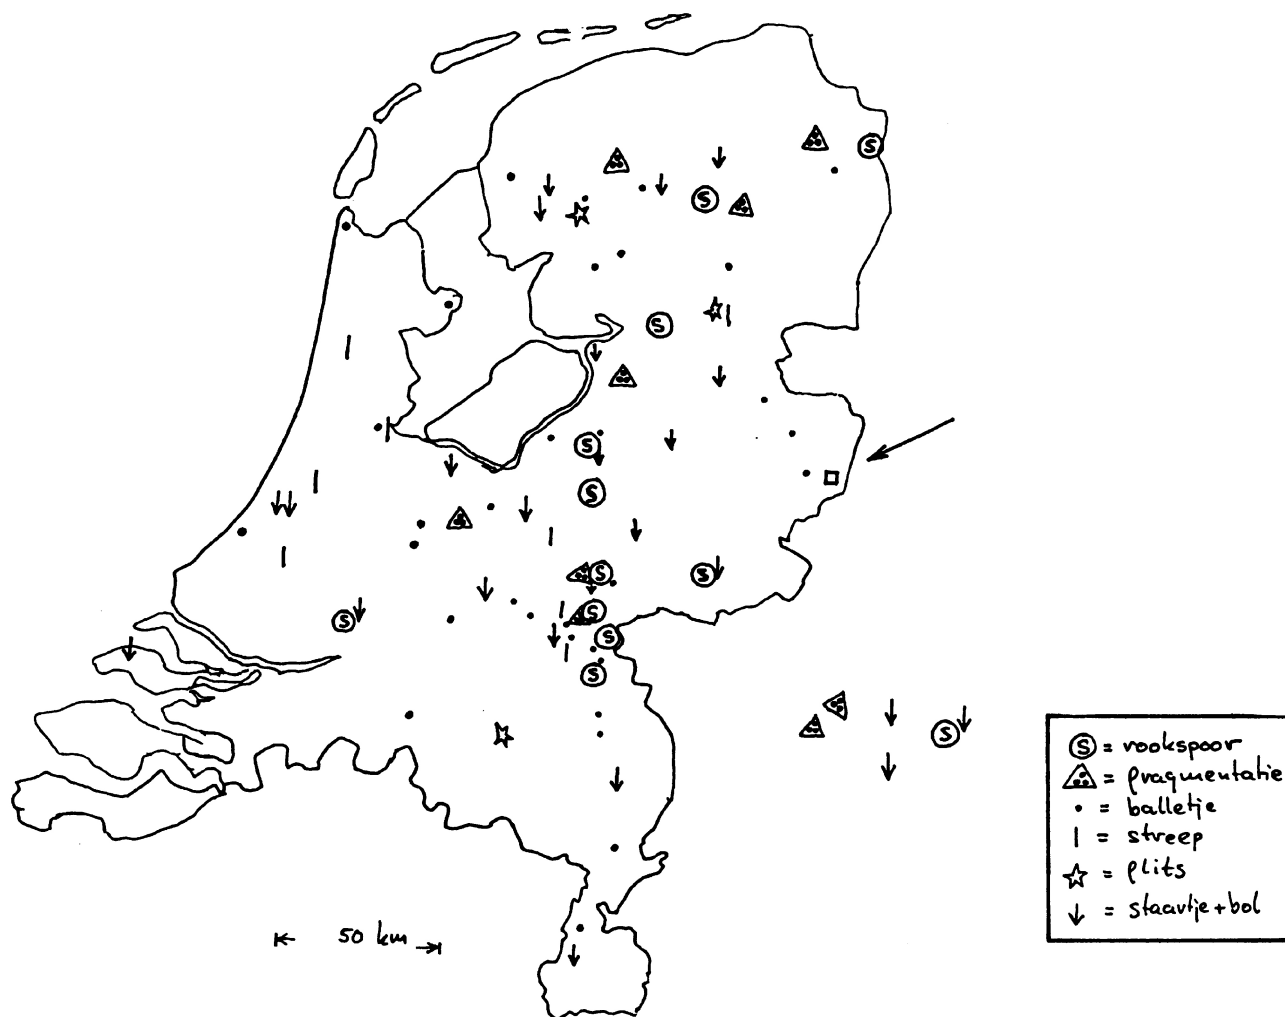 50 km
S = rookspoor
= fragmentatie
• = balletje
| = streep
☆ = flits
↓ = staartje + bol